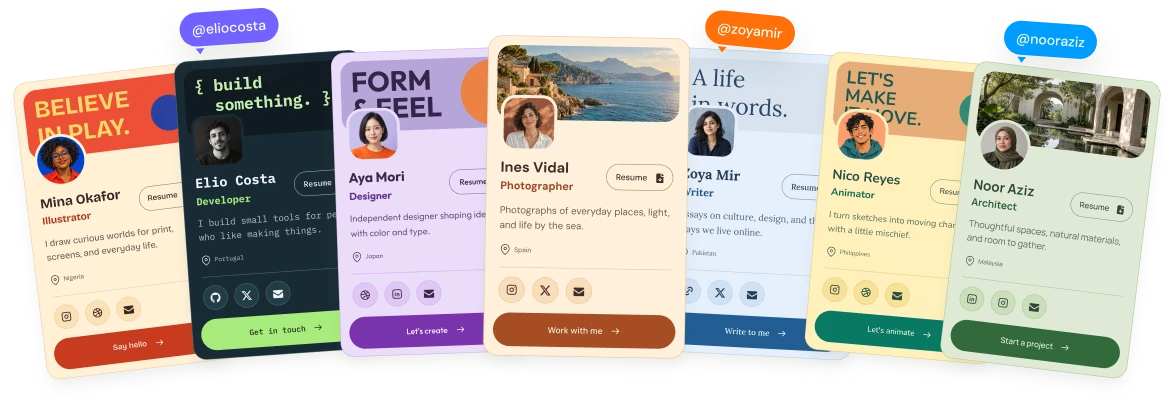 @eliocosta
@zoyamir
@nooraziz
BELIEVE
IN PLAY.
Mina Okafor
Illustrator
Resume
I draw curious worlds for print,
screens, and everyday life.
Nigeria
Say hello →
{ build
something. }
Elio Costa
Developer
Resume
I build small tools for
who like making things.
Portugal
Get in touch →
FORM
& FEEL
Aya Mori
Designer
Independent designer shaping
with color and type.
Japan
Let's create →
Ines Vidal
Photographer
Resume
Photographs of everyday places, light,
and life by the sea.
Spain
Work with me →
A life
in words.
Zoya Mir
Writer
on culture, design, and
we live online.
Pakistan
Write to me →
LET'S
MAKE
Nico Reyes
Animator
I turn sketches into moving
with a little mischief.
Philippines
Let's animate →
Noor Aziz
Architect
Resume
Thoughtful spaces, natural materials,
and room to gather.
Malaysia
Start a project →